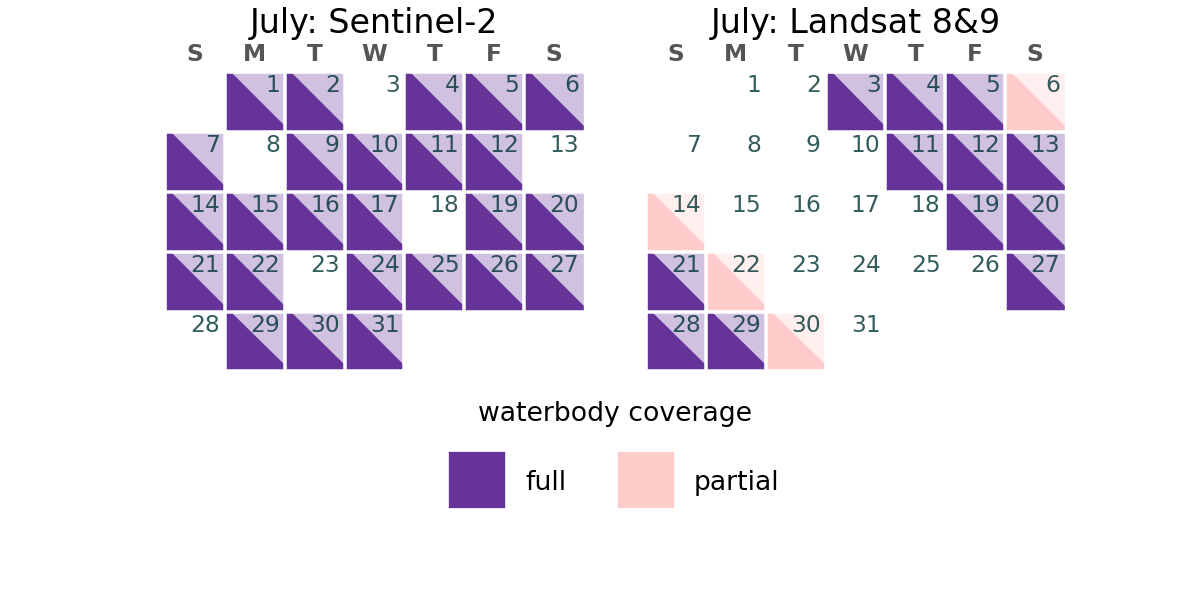 July: Sentinel-2
S M T W T F S
1 2 3 4 5 6
7 8 9 10 11 12 13
14 15 16 17 18 19 20
21 22 23 24 25 26 27
28 29 30 31
July: Landsat 8&9
S M T W T F S
1 2 3 4 5 6
7 8 9 10 11 12 13
14 15 16 17 18 19 20
21 22 23 24 25 26 27
28 29 30 31
waterbody coverage
full
partial